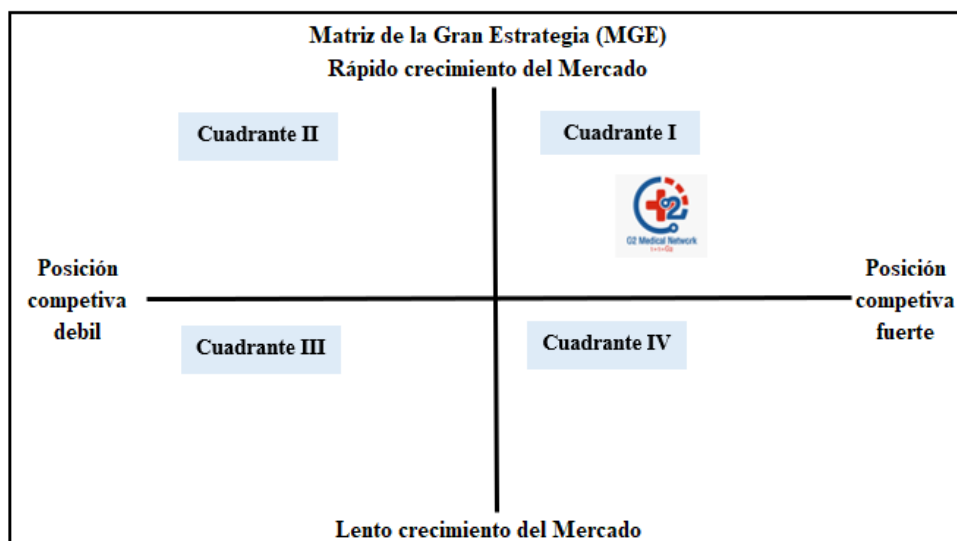 Matriz de la Gran Estrategia (MGE)
Rápido crecimiento del Mercado
Cuadrante II
Cuadrante I
+2
O2 Medical Network
Posición
competiva
debil
Posición
competiva
fuerte
Cuadrante III
Cuadrante IV
Lento crecimiento del Mercado